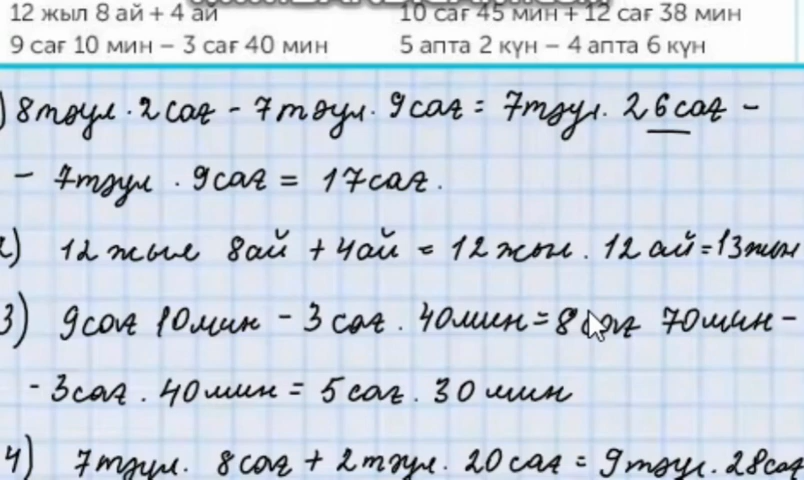 12 жыл 8 ай + 4 ай 10 сағ 45 мин + 12 сағ 38 мин
9 сағ 10 мин − 3 сағ 40 мин 5 апта 2 күн − 4 апта 6 күн
) 8тәул. 2сағ - 7тәул. 9сағ = 7тәул. 26сағ -
- 7тәул. 9сағ = 17сағ.
2) 12 жыл 8ай + 4ай = 12 жыл. 12 ай = 13жыл
3) 9сағ 10мин - 3 сағ. 40мин = 8сағ 70мин -
- 3сағ. 40мин = 5 сағ. 30 мин
4) 7тәул. 8сағ + 2тәул. 20сағ = 9тәул. 28сағ